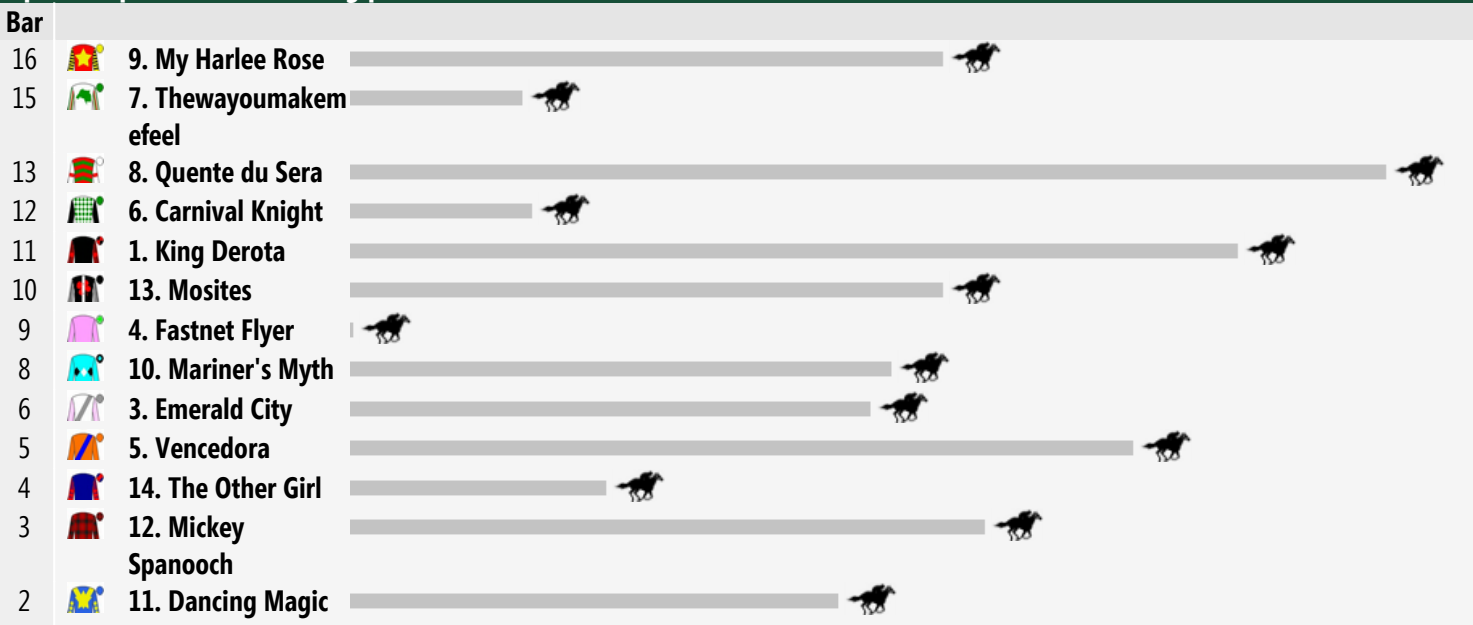 Bar
16 9. My Harlee Rose
15 7. Thewayoumakem
efeel
13 8. Quente du Sera
12 6. Carnival Knight
11 1. King Derota
10 13. Mosites
9 4. Fastnet Flyer
8 10. Mariner's Myth
6 3. Emerald City
5 5. Vencedora
4 14. The Other Girl
3 12. Mickey
Spanooch
2 11. Dancing Magic